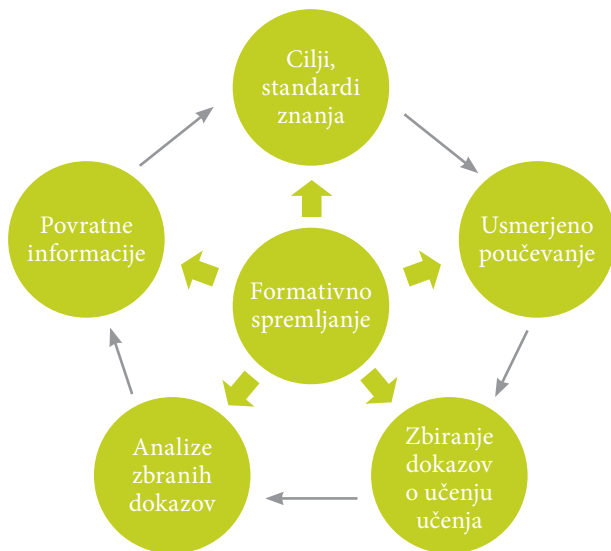 Cilji,
standardi
znanja
Usmerjeno
poučevanje
Zbiranje
dokazov
o učenju
učenja
Analize
zbranih
dokazov
Povratne
informacije
Formativno
spremljanje